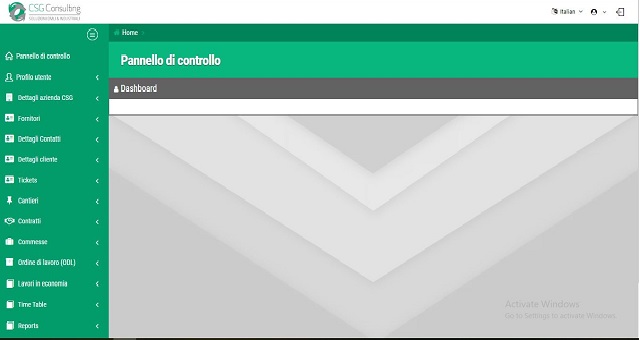 CSG Consulting
Italian
Home
Pannello di controllo
Dashboard
Pannello di controllo
Profilo utente
Dettagli azienda CSG
Fornitori
Dettagli Contatti
Dettagli cliente
Tickets
Cantieri
Contratti
Commesse
Ordine di lavoro (ODL)
Lavori in economia
Time Table
Reports
Activate Windows
Go to Settings to activate Windows.